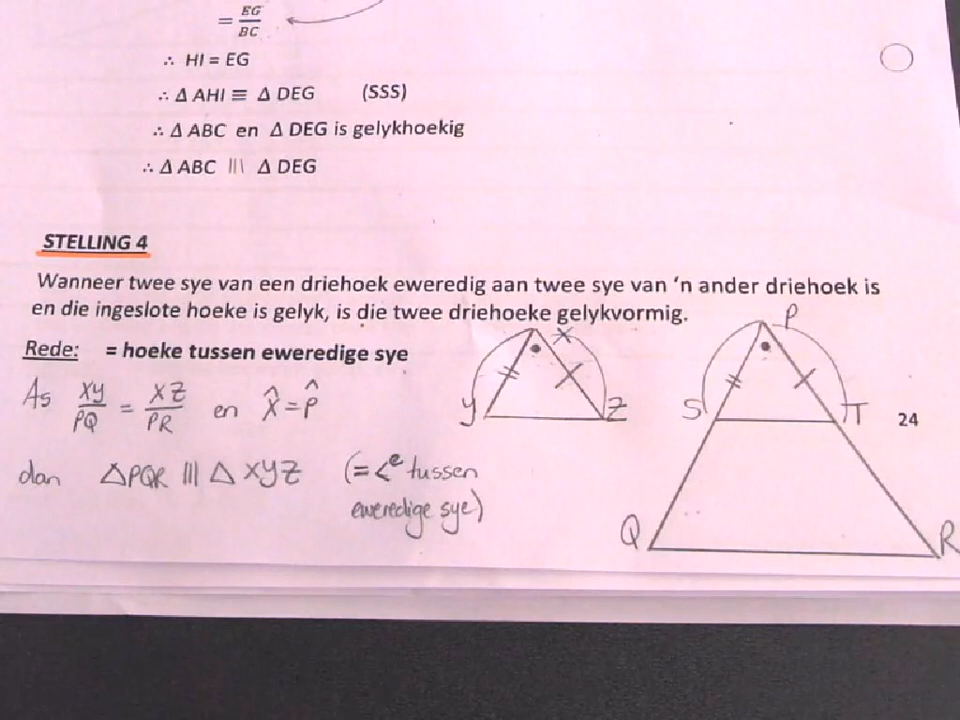 = EG/BC
∴ HI = EG
∴ Δ AHI ≡ Δ DEG (SSS)
∴ Δ ABC en Δ DEG is gelykhoekig
∴ Δ ABC ||| Δ DEG
STELLING 4
Wanneer twee sye van een driehoek eweredig aan twee sye van 'n ander driehoek is
en die ingeslote hoeke is gelyk, is die twee driehoeke gelykvormig.
Rede: = hoeke tussen eweredige sye
As XY/PQ = XZ/PR en X̂ = P̂
dan ΔPQR ||| ΔXYZ (= <e tussen
eweredige sye)
X
Y Z
P
S T
Q R
24